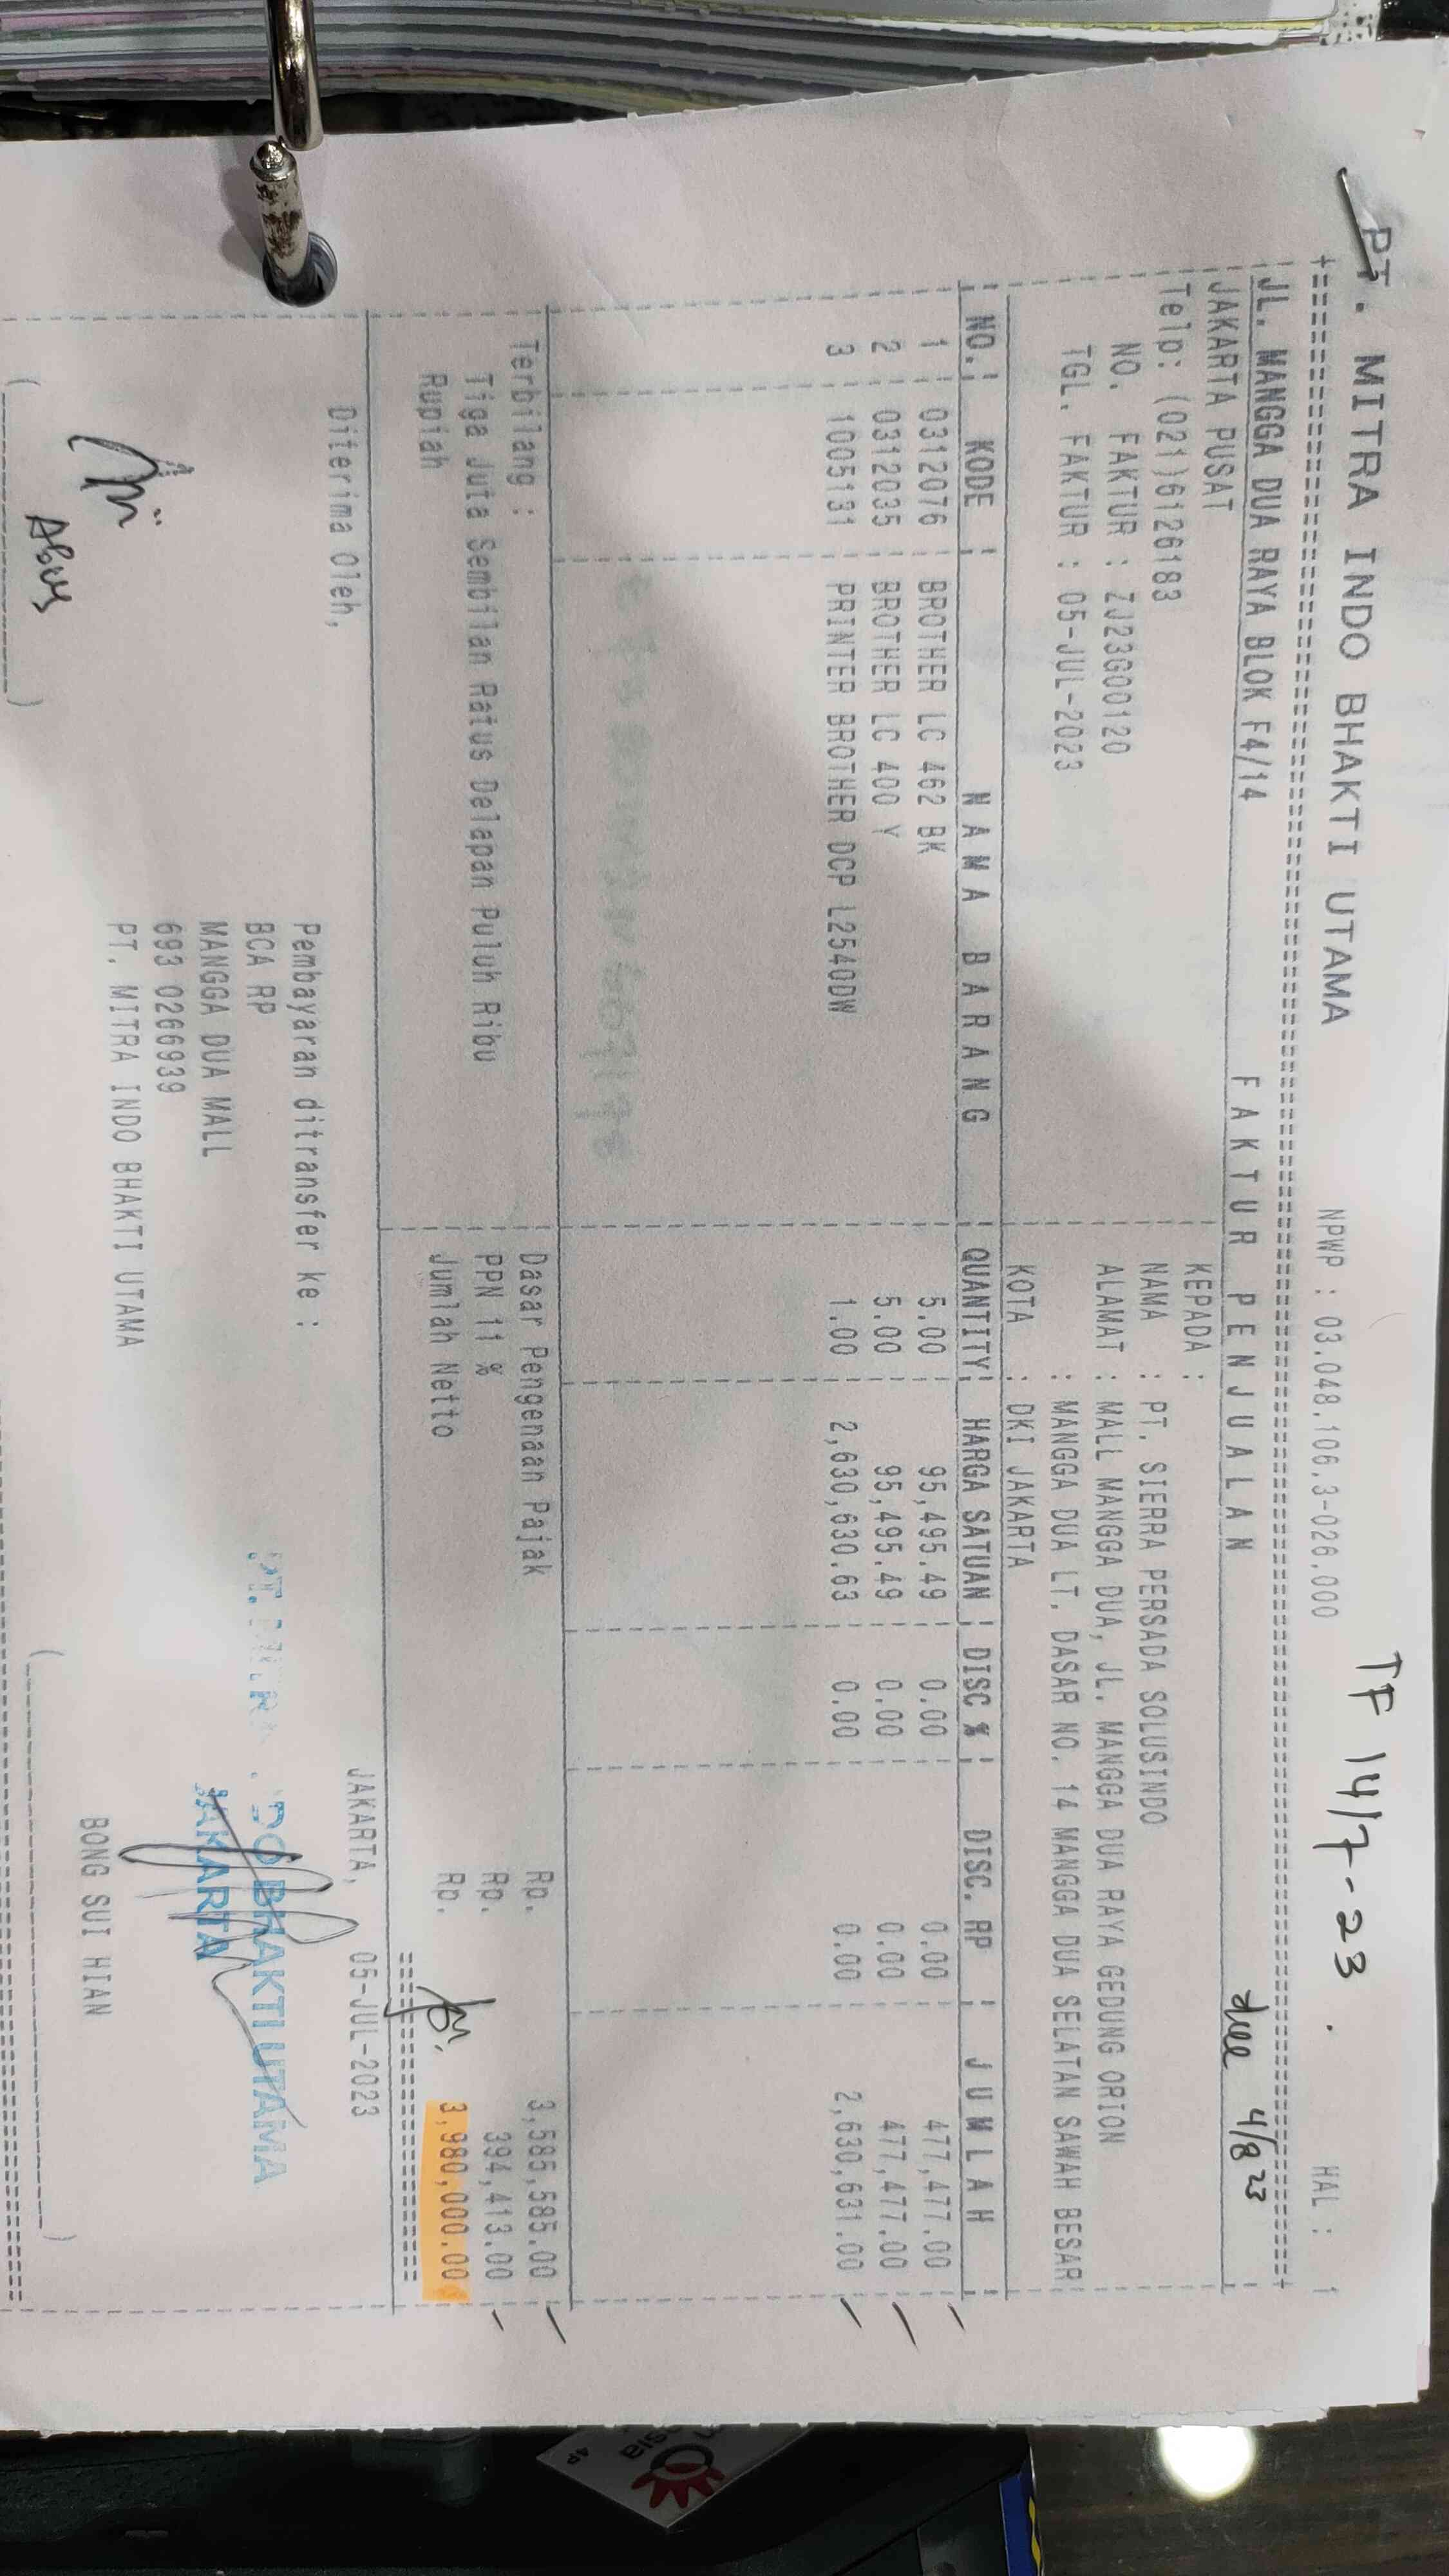 TF 14/7-23 .
PT. MITRA INDO BHAKTI UTAMA NPWP : 03.048.106.3-026.000 HAL : 1
JL. MANGGA DUA RAYA BLOK F4/14 F A K T U R P E N J U A L A N due 4/8 23
JAKARTA PUSAT KEPADA :
Telp: (021)6126183 NAMA : PT. SIERRA PERSADA SOLUSINDO
NO. FAKTUR : ZJ23G00120 ALAMAT : MALL MANGGA DUA, JL. MANGGA DUA RAYA GEDUNG ORION
TGL. FAKTUR : 05-JUL-2023 : MANGGA DUA LT. DASAR NO. 14 MANGGA DUA SELATAN SAWAH BESAR
KOTA : DKI JAKARTA
NO. KODE N A M A B A R A N G QUANTITY HARGA SATUAN DISC % DISC. RP J U M L A H
1 0312076 BROTHER LC 462 BK 5.00 95,495.49 0.00 0.00 477,477.00
2 0312035 BROTHER LC 400 Y 5.00 95,495.49 0.00 0.00 477,477.00
3 1005131 PRINTER BROTHER DCP L2540DW 1.00 2,630,630.63 0.00 0.00 2,630,631.00
Terbilang : Dasar Pengenaan Pajak Rp. 3,585,585.00
Tiga Juta Sembilan Ratus Delapan Puluh Ribu PPN 11 % Rp. 394,413.00
Rupiah Jumlah Netto Rp. 3,980,000.00
Diterima Oleh, JAKARTA, 05-JUL-2023
Pembayaran ditransfer ke :
BCA RP
MANGGA DUA MALL
693 0266939
PT. MITRA INDO BHAKTI UTAMA
PT. BHAKTI UTAMA
JAKARTA
BONG SUI HIAN